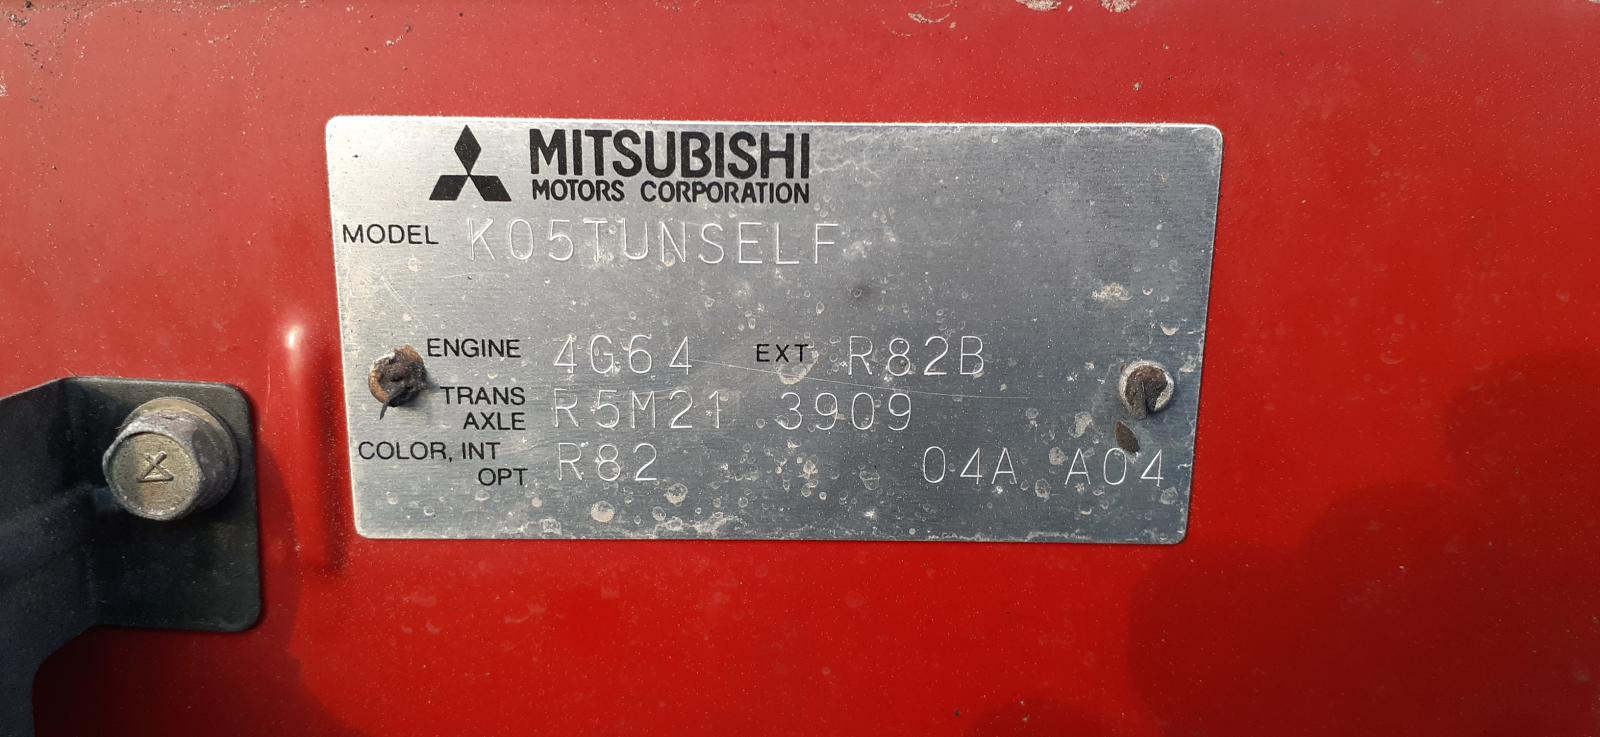 MITSUBISHI
MOTORS CORPORATION
MODEL K05TUNSELF
ENGINE 4G64 EXT R82B
TRANS
AXLE R5M21 3909
COLOR, INT
OPT R82 04A A04